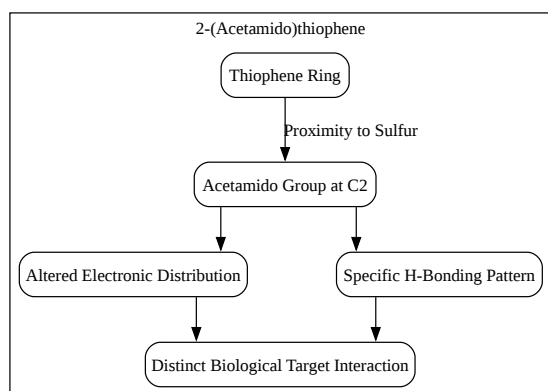 2-(Acetamido)thiophene
Thiophene Ring
Proximity to Sulfur
Acetamido Group at C2
Altered Electronic Distribution
Specific H-Bonding Pattern
Distinct Biological Target Interaction